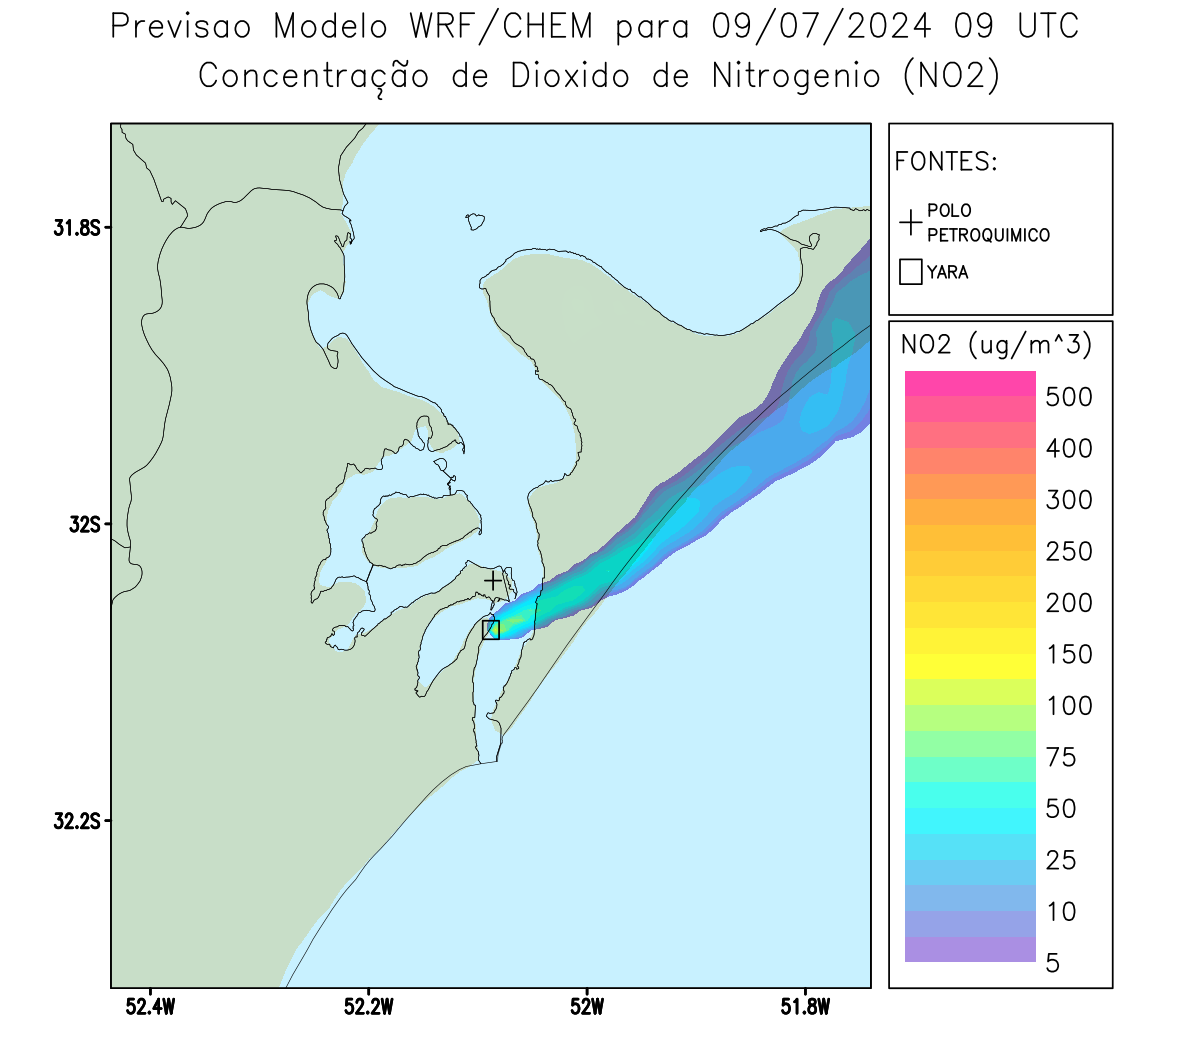 Previsao Modelo WRF/CHEM para 09/07/2024 09 UTC
Concentração de Dioxido de Nitrogenio (NO2)
FONTES:
POLO
PETROQUIMICO
YARA
31.8S
32S
32.2S
52.4W
52.2W
52W
51.8W
NO2 (ug/m^3)
500
400
300
250
200
150
100
75
50
25
10
5